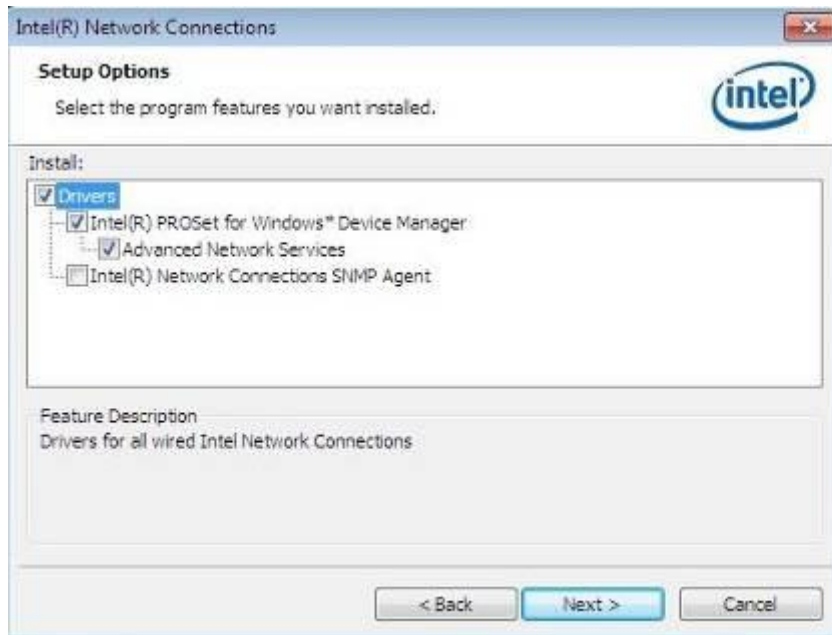 Intel(R) Network Connections
Setup Options
Select the program features you want installed.
intel
Install:
Drivers
Intel(R) PROSet for Windows* Device Manager
Advanced Network Services
Intel(R) Network Connections SNMP Agent
Feature Description
Drivers for all wired Intel Network Connections
< Back Next > Cancel